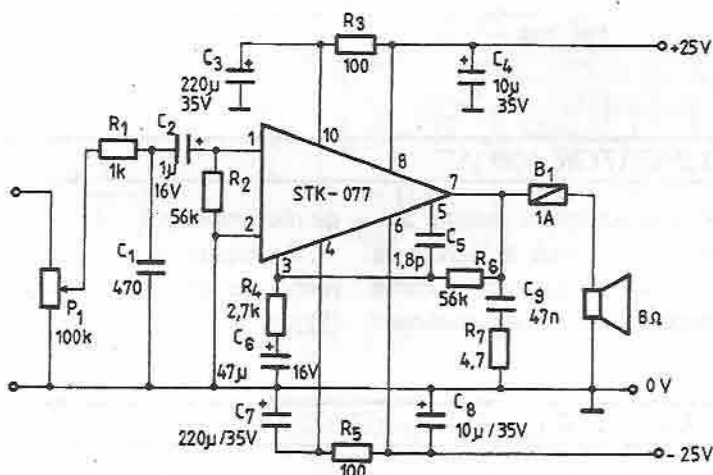 R3
100
+25V
C3
220µ
35V
C4
10µ
35V
R1
1k
C2
1µ
16V
R2
56k
1
2
10
8
STK-077
7
5
6
4
3
B1
1A
C1
470
P1
100k
C5
1,8p
R6
56k
R4
2,7k
C6
47µ
16V
C9
47n
R7
4,7
8Ω
0V
C7
220µ/35V
R5
100
C8
10µ/35V
-25V